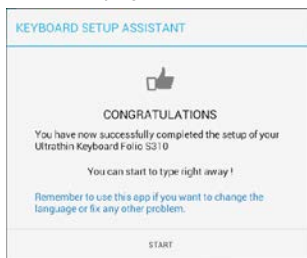 KEYBOARD SETUP ASSISTANT
CONGRATULATIONS
You have now successfully completed the setup of your
Ultrathin Keyboard Folio S310
You can start to type right away !
Remember to use this app if you want to change the
language or fix any other problem.
START